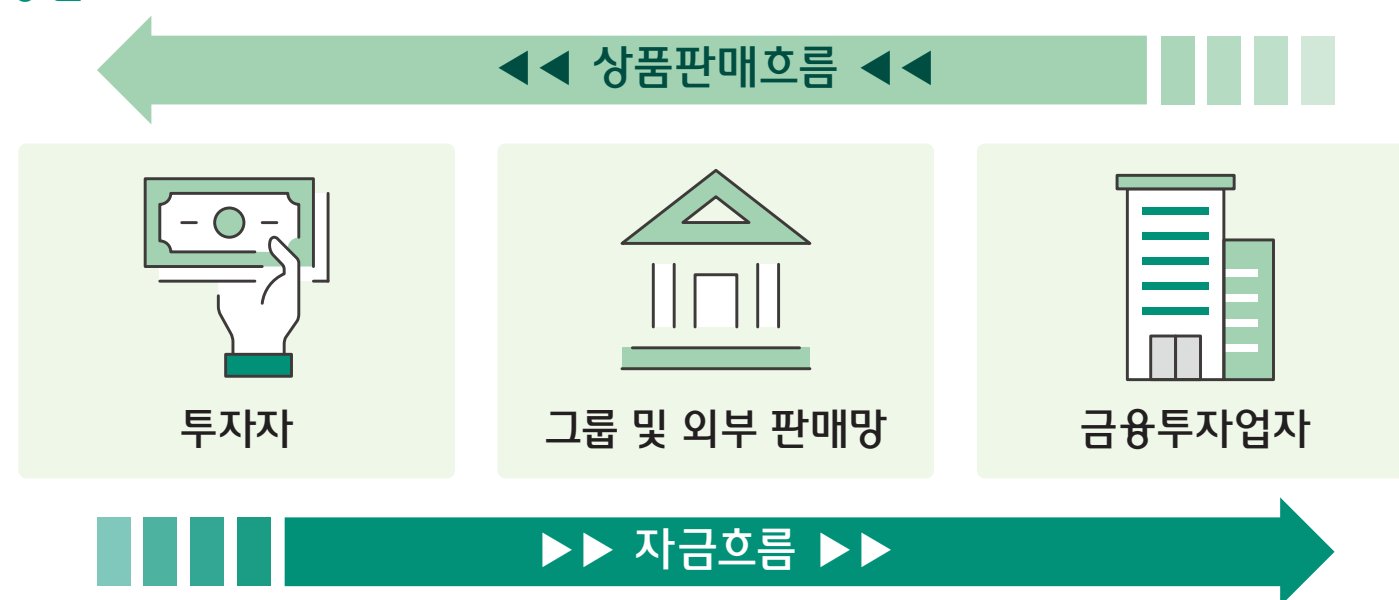 ◀◀ 상품판매흐름 ◀◀
투자자
그룹 및 외부 판매망
금융투자업자
▶▶ 자금흐름 ▶▶